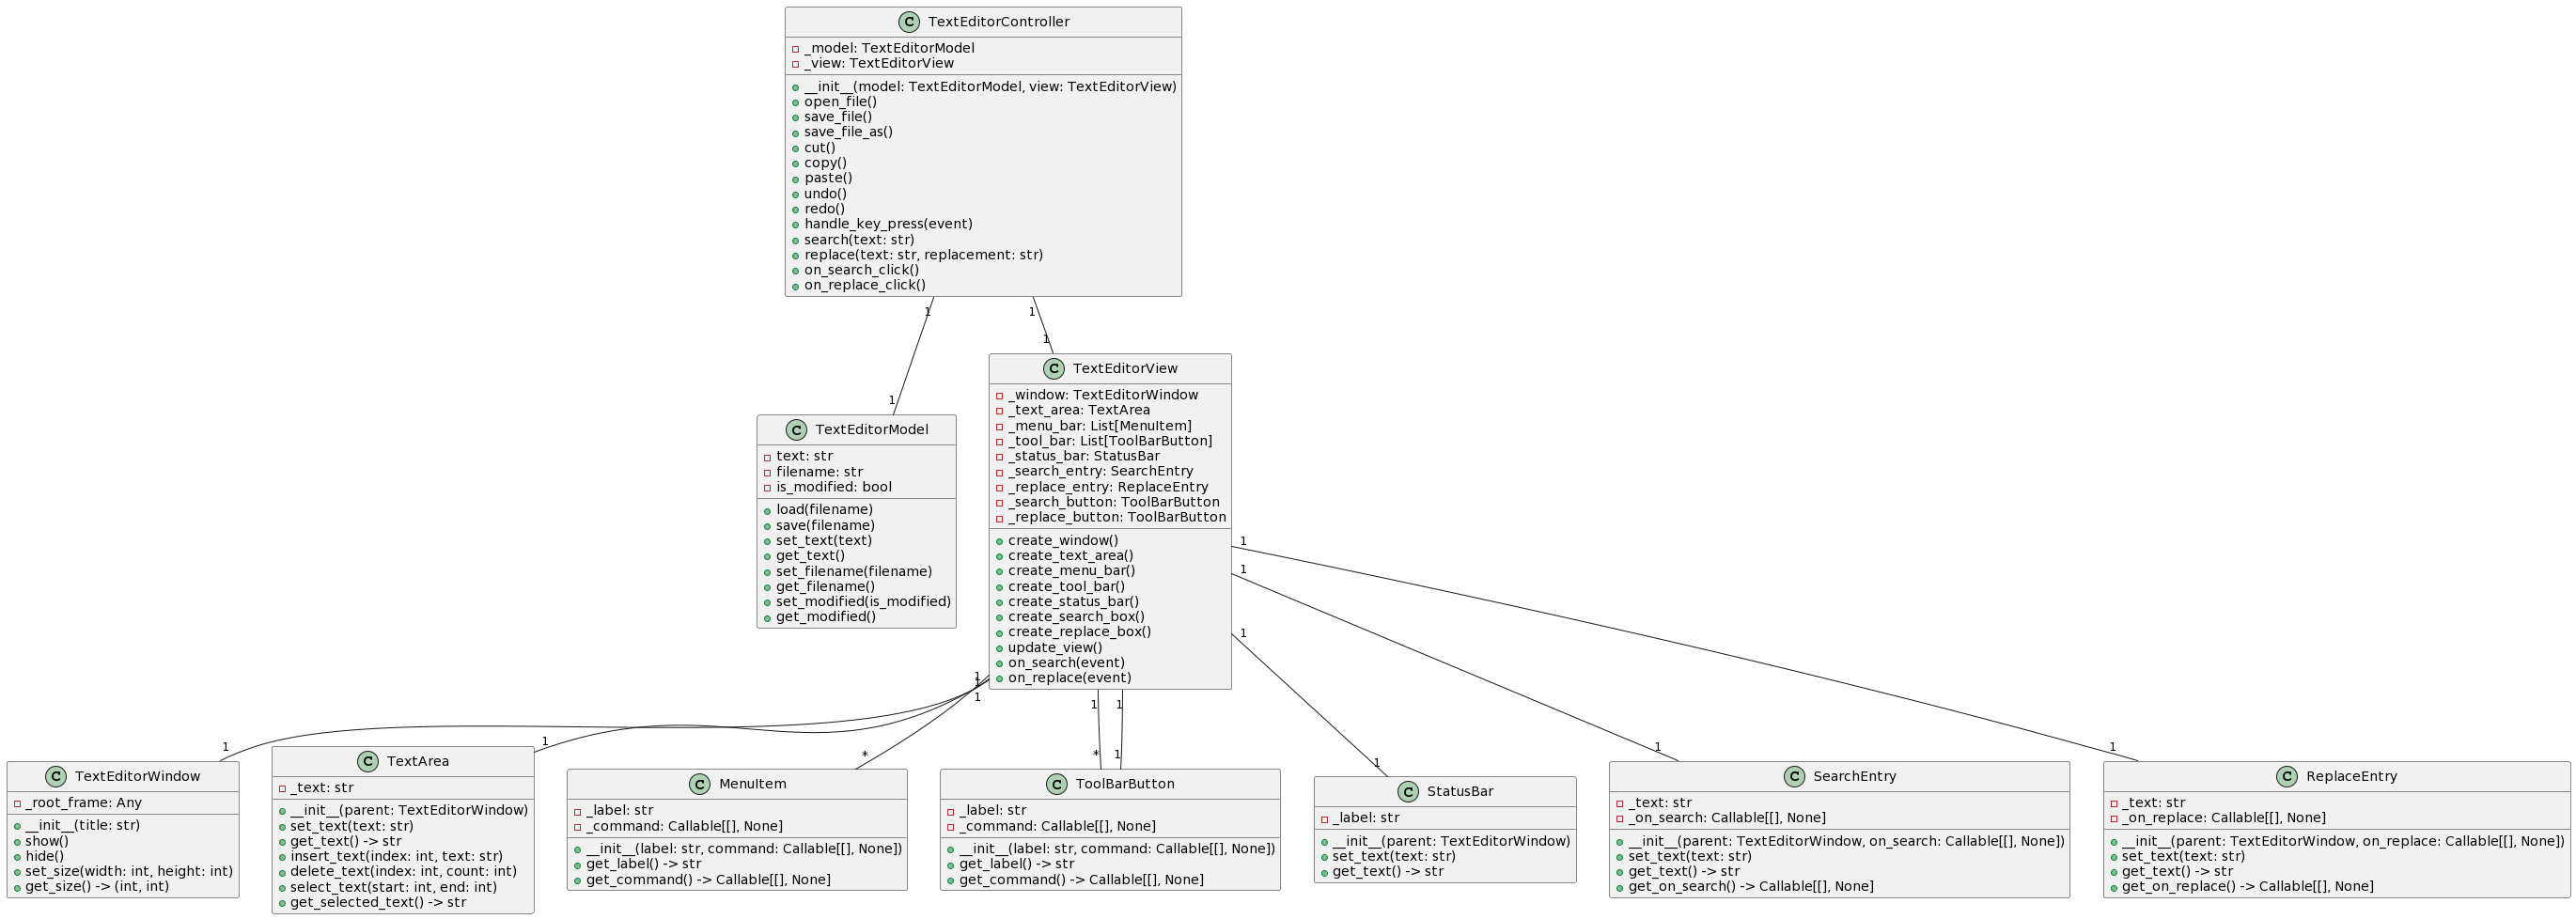 C TextEditorController
_model: TextEditorModel
_view: TextEditorView
__init__(model: TextEditorModel, view: TextEditorView)
open_file()
save_file()
save_file_as()
cut()
copy()
paste()
undo()
redo()
handle_key_press(event)
search(text: str)
replace(text: str, replacement: str)
on_search_click()
on_replace_click()
1
1
1
1
C TextEditorModel
text: str
filename: str
is_modified: bool
load(filename)
save(filename)
set_text(text)
get_text()
set_filename(filename)
get_filename()
set_modified(is_modified)
get_modified()
C TextEditorView
_window: TextEditorWindow
_text_area: TextArea
_menu_bar: List[MenuItem]
_tool_bar: List[ToolBarButton]
_status_bar: StatusBar
_search_entry: SearchEntry
_replace_entry: ReplaceEntry
_search_button: ToolBarButton
_replace_button: ToolBarButton
create_window()
create_text_area()
create_menu_bar()
create_tool_bar()
create_status_bar()
create_search_box()
create_replace_box()
update_view()
on_search(event)
on_replace(event)
1
1
1
1
1
1
1
1
1
1
*
*
1
1
1
1
C TextEditorWindow
_root_frame: Any
__init__(title: str)
show()
hide()
set_size(width: int, height: int)
get_size() -> (int, int)
C TextArea
_text: str
__init__(parent: TextEditorWindow)
set_text(text: str)
get_text() -> str
insert_text(index: int, text: str)
delete_text(index: int, count: int)
select_text(start: int, end: int)
get_selected_text() -> str
C MenuItem
_label: str
_command: Callable[[], None]
__init__(label: str, command: Callable[[], None])
get_label() -> str
get_command() -> Callable[[], None]
C ToolBarButton
_label: str
_command: Callable[[], None]
__init__(label: str, command: Callable[[], None])
get_label() -> str
get_command() -> Callable[[], None]
C StatusBar
_label: str
__init__(parent: TextEditorWindow)
set_text(text: str)
get_text() -> str
C SearchEntry
_text: str
_on_search: Callable[[], None]
__init__(parent: TextEditorWindow, on_search: Callable[[], None])
set_text(text: str)
get_text() -> str
get_on_search() -> Callable[[], None]
C ReplaceEntry
_text: str
_on_replace: Callable[[], None]
__init__(parent: TextEditorWindow, on_replace: Callable[[], None])
set_text(text: str)
get_text() -> str
get_on_replace() -> Callable[[], None]